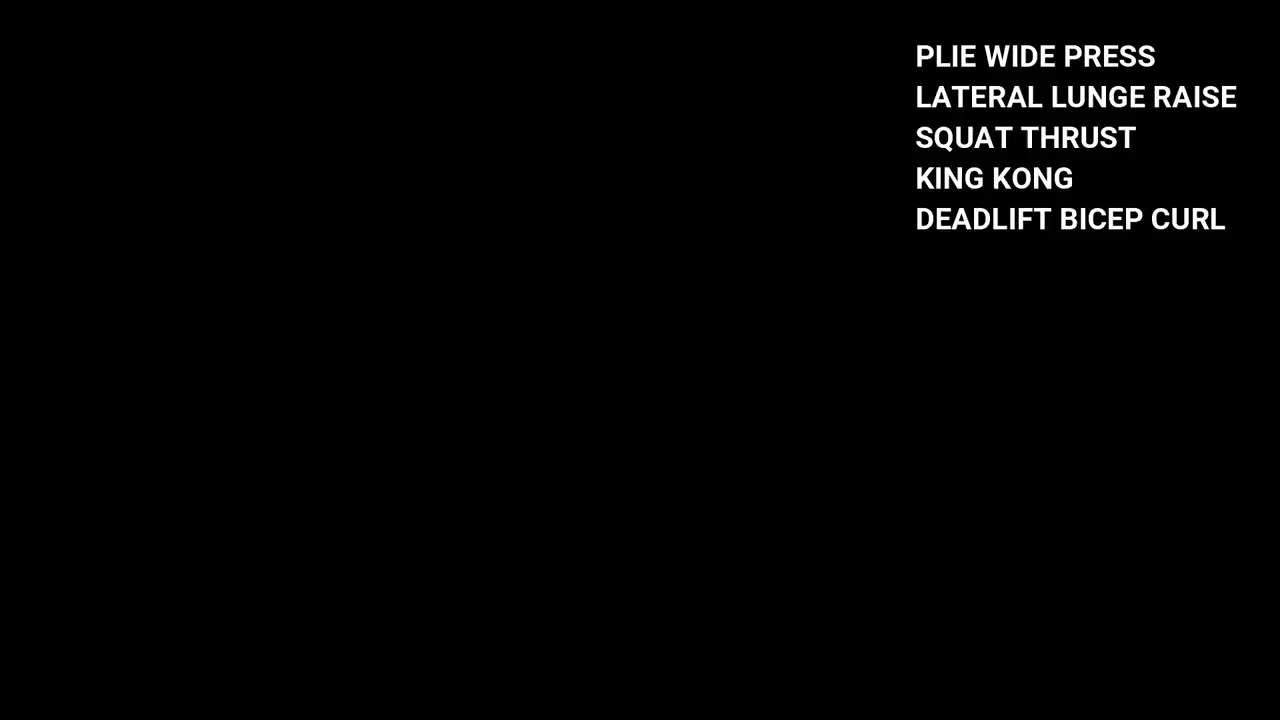 PLIE WIDE PRESS
LATERAL LUNGE RAISE
SQUAT THRUST
KING KONG
DEADLIFT BICEP CURL